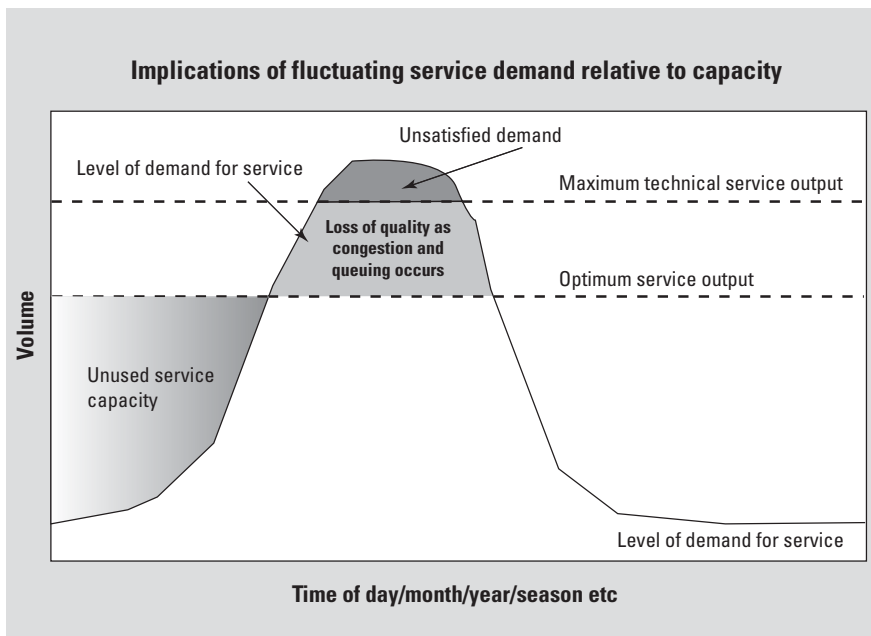 Implications of fluctuating service demand relative to capacity
Unsatisfied demand
Level of demand for service
Maximum technical service output
Loss of quality as
congestion and
queuing occurs
Optimum service output
Volume
Unused service
capacity
Level of demand for service
Time of day/month/year/season etc